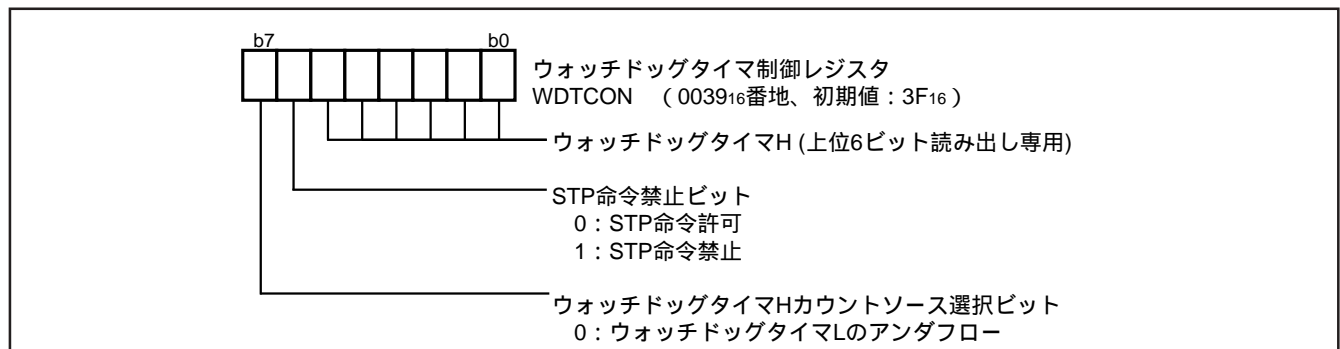 b7 b0
ウォッチドッグタイマ制御レジスタ
WDTCON （003916番地、初期値：3F16）
ウォッチドッグタイマH (上位6ビット読み出し専用)
STP命令禁止ビット
0：STP命令許可
1：STP命令禁止
ウォッチドッグタイマHカウントソース選択ビット
0：ウォッチドッグタイマLのアンダフロー